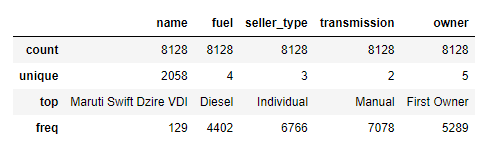 name fuel seller_type transmission owner
count 8128 8128 8128 8128 8128
unique 2058 4 3 2 5
top Maruti Swift Dzire VDI Diesel Individual Manual First Owner
freq 129 4402 6766 7078 5289